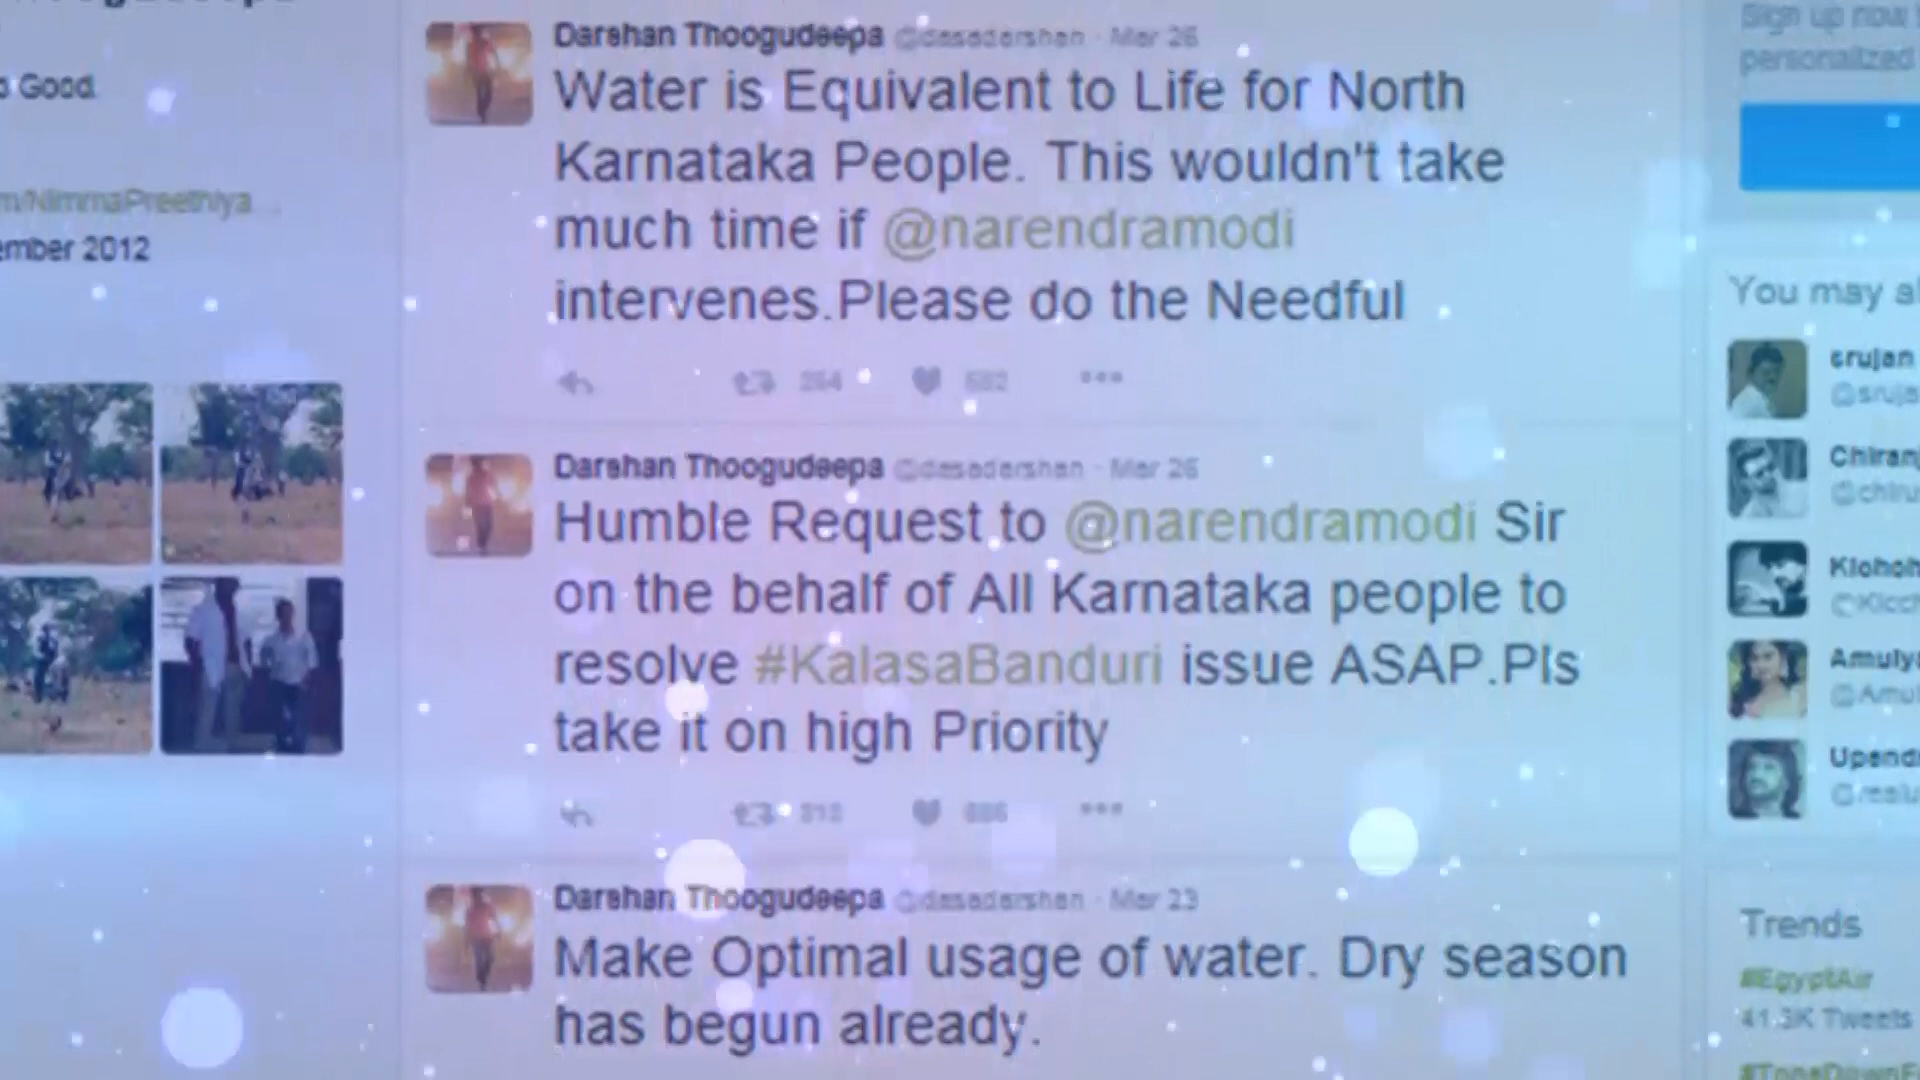 Good.
NimmaPreethiya
2012
Darshan Thoogudeepa @dasadarshan · Mar 26
Water is Equivalent to Life for North
Karnataka People. This wouldn't take
much time if @narendramodi
intervenes.Please do the Needful
Darshan Thoogudeepa @dasadarshan · Mar 26
Humble Request to @narendramodi Sir
on the behalf of All Karnataka people to
resolve #KalasaBanduri issue ASAP.Pls
take it on high Priority
Darshan Thoogudeepa @dasadarshan · Mar 23
Make Optimal usage of water. Dry season
has begun already.
Sign up now
personalized
You may al
srujan
@sruja
Chiranj
@chiru
Amulya
@Amul
Upend
Trends
#EgyptAir
41.3K Tweets